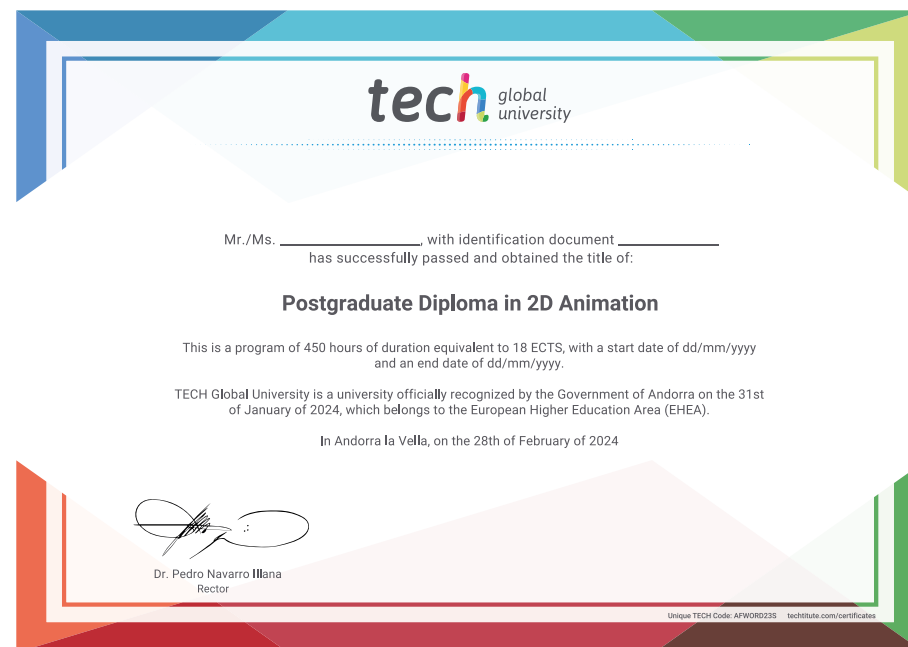 tech global
university
Mr./Ms. ____________________, with identification document ______________
has successfully passed and obtained the title of:
Postgraduate Diploma in 2D Animation
This is a program of 450 hours of duration equivalent to 18 ECTS, with a start date of dd/mm/yyyy
and an end date of dd/mm/yyyy.
TECH Global University is a university officially recognized by the Government of Andorra on the 31st
of January of 2024, which belongs to the European Higher Education Area (EHEA).
In Andorra la Vella, on the 28th of February of 2024
Dr. Pedro Navarro Illana
Rector
Unique TECH Code: AFWORD23S techtitute.com/certificates